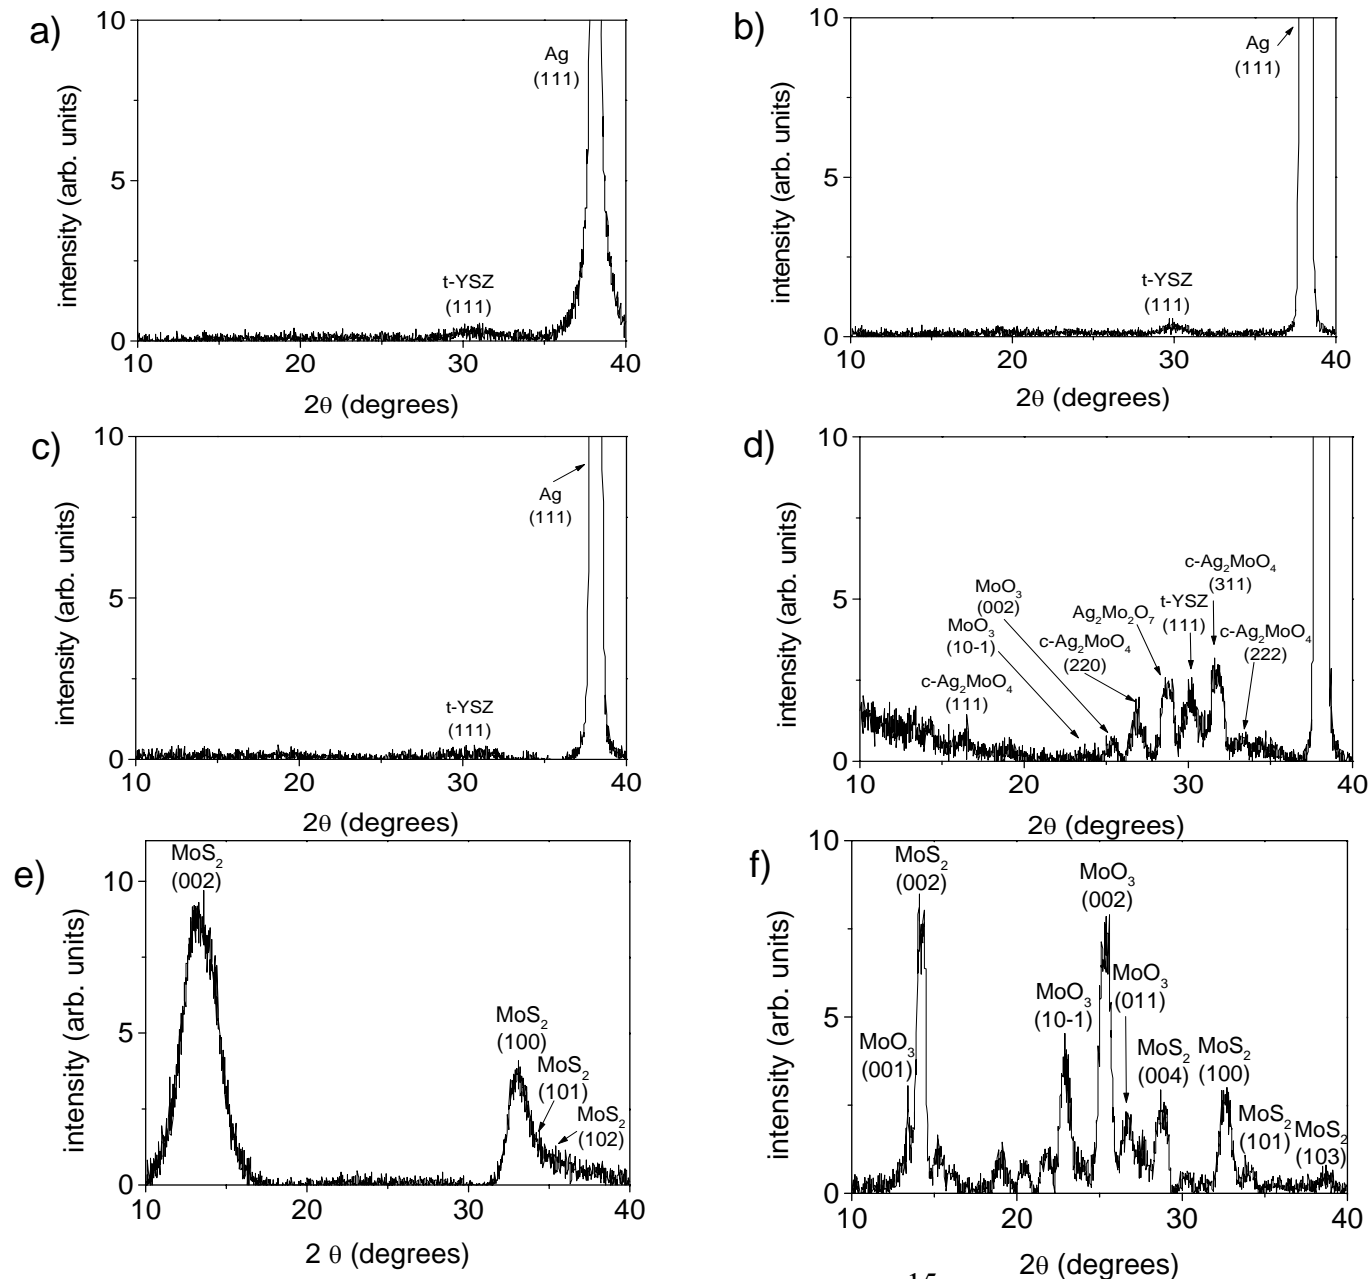 a)
10
5
0
intensity (arb. units)
Ag
(111)
t-YSZ
(111)
10 20 30 40
2θ (degrees)
b)
10
5
0
intensity (arb. units)
Ag
(111)
t-YSZ
(111)
10 20 30 40
2θ (degrees)
c)
10
5
0
intensity (arb. units)
Ag
(111)
t-YSZ
(111)
10 20 30 40
2θ (degrees)
d)
10
5
0
intensity (arb. units)
c-Ag₂MoO₄
(111)
MoO₃
(10-1)
MoO₃
(002)
c-Ag₂MoO₄
(220)
Ag₂Mo₂O₇
t-YSZ
(111)
c-Ag₂MoO₄
(311)
c-Ag₂MoO₄
(222)
10 20 30 40
2θ (degrees)
e)
10
5
0
intensity (arb. units)
MoS₂
(002)
MoS₂
(100)
MoS₂
(101)
MoS₂
(102)
10 20 30 40
2 θ (degrees)
f)
10
5
0
intensity (arb. units)
MoO₃
(001)
MoS₂
(002)
MoO₃
(10-1)
MoO₃
(002)
MoO₃
(011)
MoS₂
(004)
MoS₂
(100)
MoS₂
(101)
MoS₂
(103)
10 20 30 40
2θ (degrees)